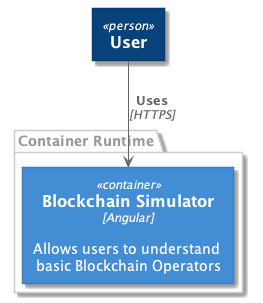 «person»
User
Uses
[HTTPS]
Container Runtime
«container»
Blockchain Simulator
[Angular]
Allows users to understand
basic Blockchain Operators